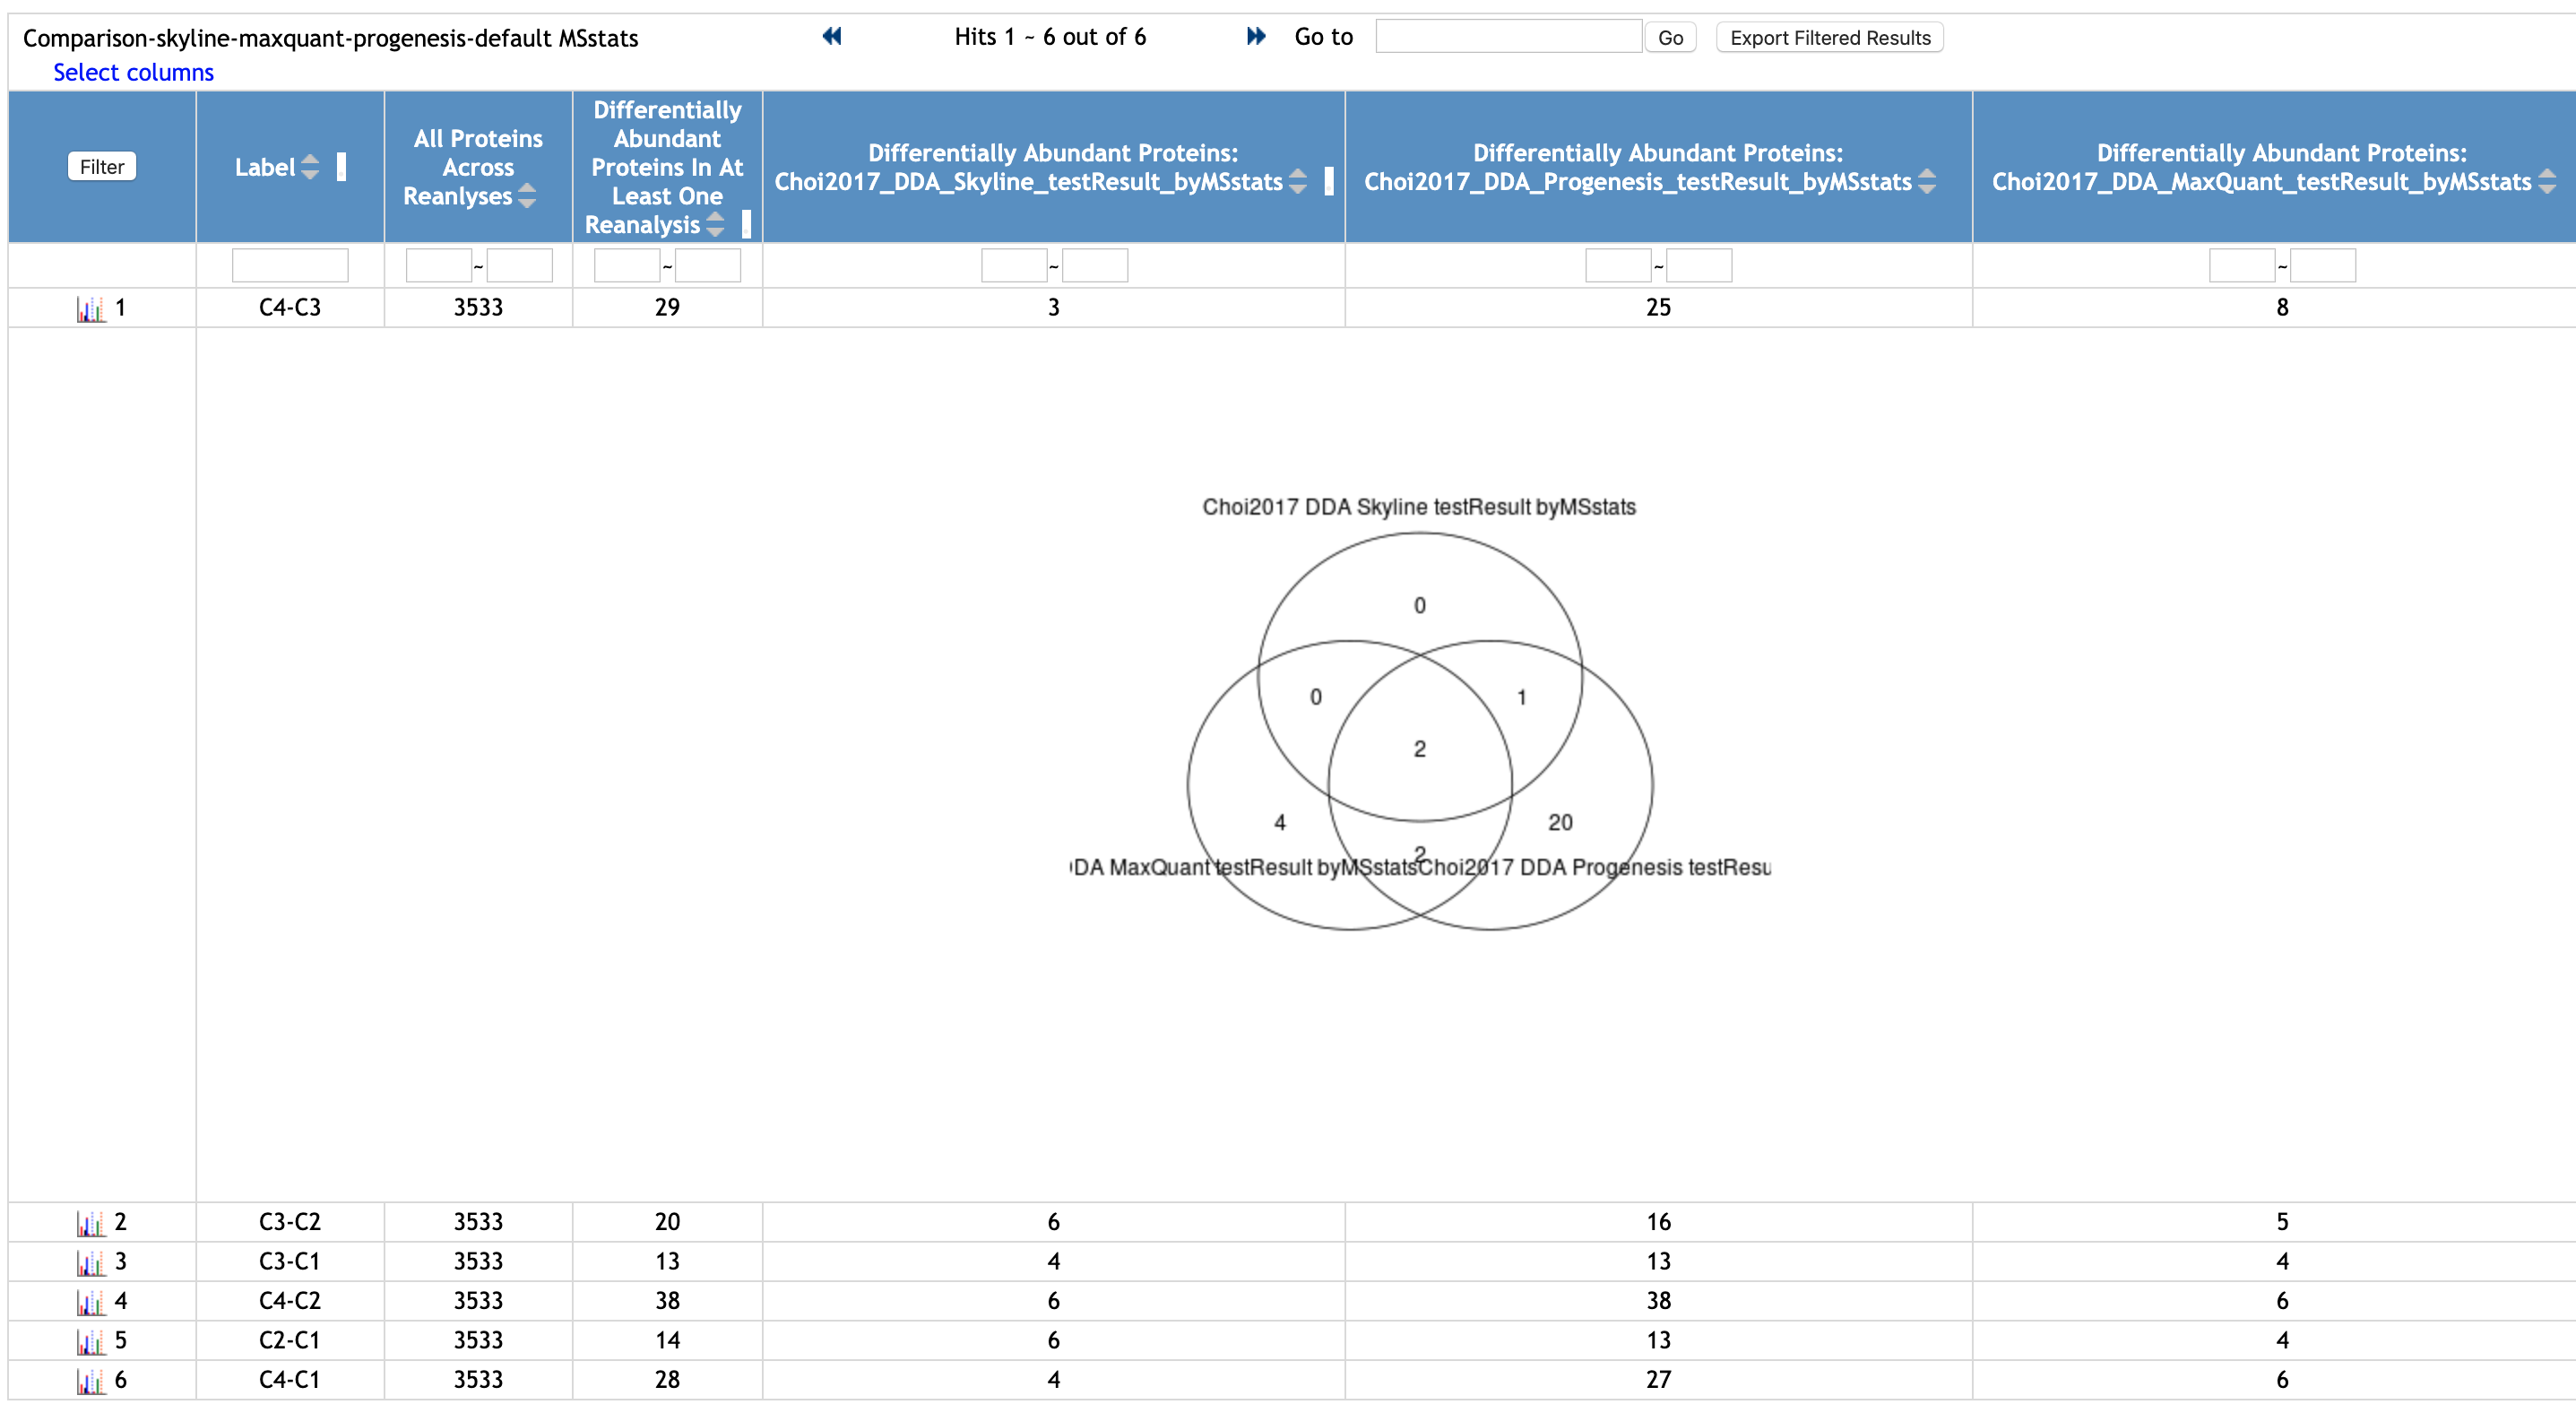 Comparison-skyline-maxquant-progenesis-default MSstats
Hits 1 ~ 6 out of 6
Go to
Go
Export Filtered Results
Select columns
Filter
Label
All Proteins
Across
Reanlyses
Differentially
Abundant
Proteins In At
Least One
Reanalysis
Differentially Abundant Proteins:
Choi2017_DDA_Skyline_testResult_byMSstats
Differentially Abundant Proteins:
Choi2017_DDA_Progenesis_testResult_byMSstats
Differentially Abundant Proteins:
Choi2017_DDA_MaxQuant_testResult_byMSstats
~ ~ ~ ~ ~
1 C4-C3 3533 29 3 25 8
Choi2017 DDA Skyline testResult byMSstats
0
0 1
2
4 20
2
DA MaxQuant testResult byMSstatsChoi2017 DDA Progenesis testResu
2 C3-C2 3533 20 6 16 5
3 C3-C1 3533 13 4 13 4
4 C4-C2 3533 38 6 38 6
5 C2-C1 3533 14 6 13 4
6 C4-C1 3533 28 4 27 6